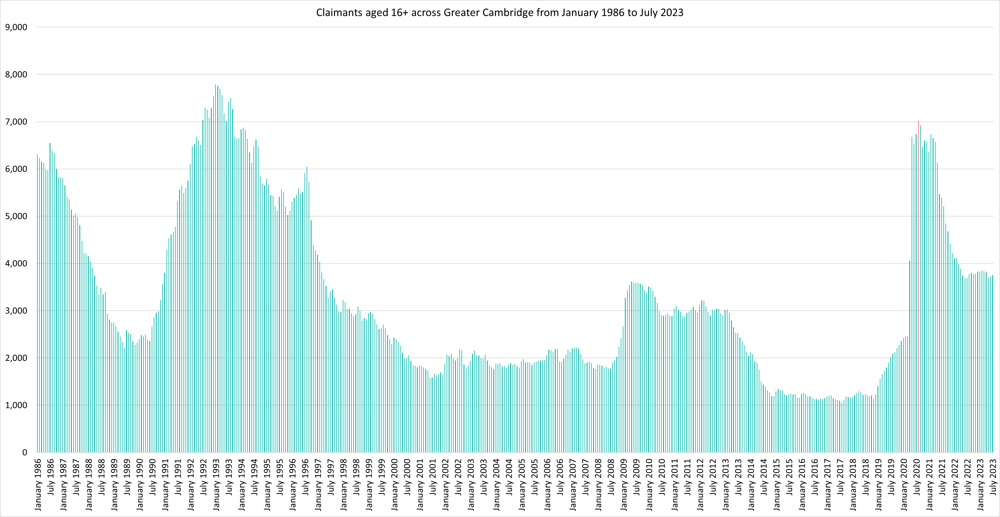 Claimants aged 16+ across Greater Cambridge from January 1986 to July 2023
9,000
8,000
7,000
6,000
5,000
4,000
3,000
2,000
1,000
0
January 1986
July 1986
January 1987
July 1987
January 1988
July 1988
January 1989
July 1989
January 1990
July 1990
January 1991
July 1991
January 1992
July 1992
January 1993
July 1993
January 1994
July 1994
January 1995
July 1995
January 1996
July 1996
January 1997
July 1997
January 1998
July 1998
January 1999
July 1999
January 2000
July 2000
January 2001
July 2001
January 2002
July 2002
January 2003
July 2003
January 2004
July 2004
January 2005
July 2005
January 2006
July 2006
January 2007
July 2007
January 2008
July 2008
January 2009
July 2009
January 2010
July 2010
January 2011
July 2011
January 2012
July 2012
January 2013
July 2013
January 2014
July 2014
January 2015
July 2015
January 2016
July 2016
January 2017
July 2017
January 2018
July 2018
January 2019
July 2019
January 2020
July 2020
January 2021
July 2021
January 2022
July 2022
January 2023
July 2023